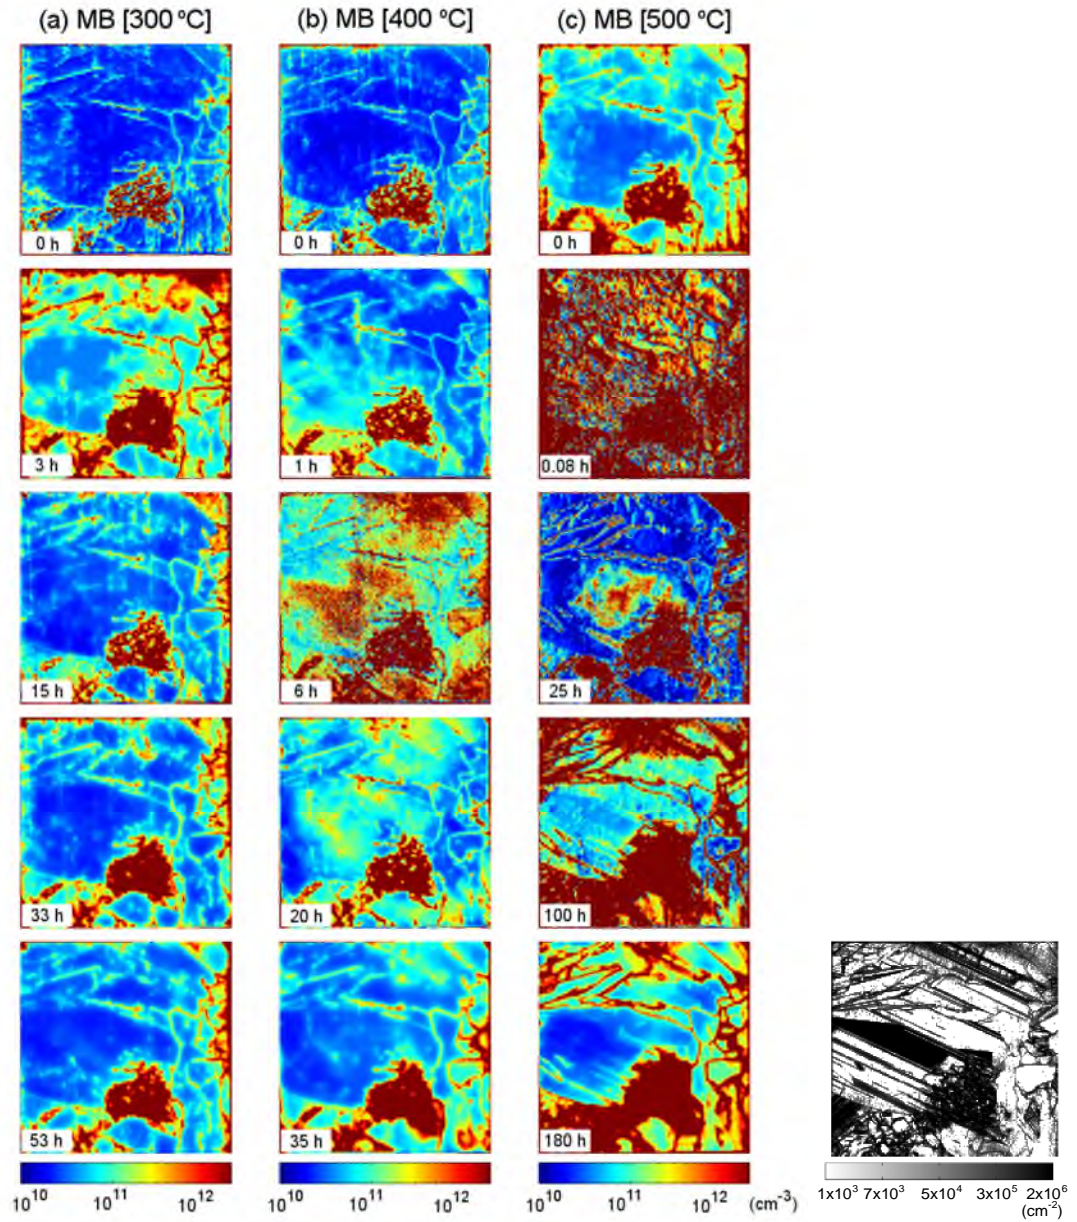 (a) MB [300 ºC] (b) MB [400 ºC] (c) MB [500 ºC]
0 h 0 h 0 h
3 h 1 h 0.08 h
15 h 6 h 25 h
33 h 20 h 100 h
53 h 35 h 180 h
10^10 10^11 10^12 10^10 10^11 10^12 10^10 10^11 10^12 (cm^-3)
1x10^3 7x10^3 5x10^4 3x10^5 2x10^6
(cm^-2)